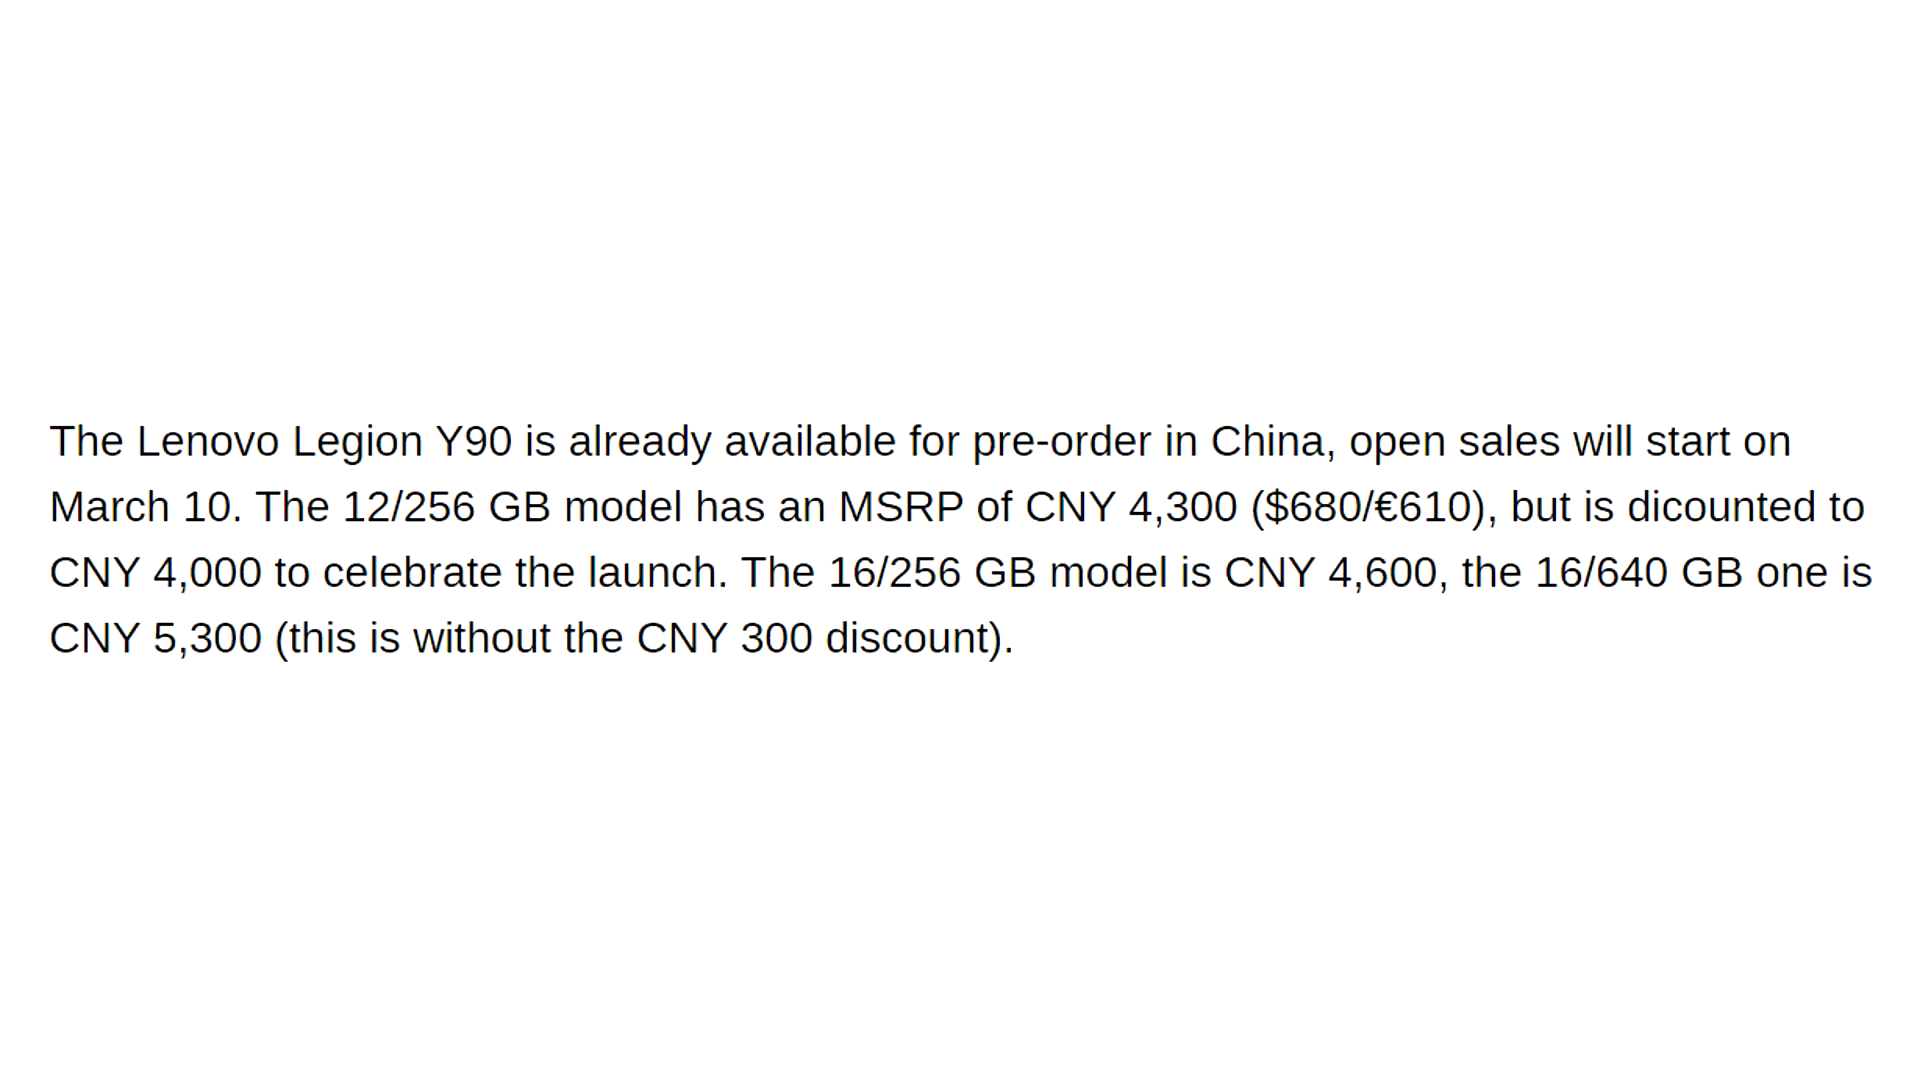 The Lenovo Legion Y90 is already available for pre-order in China, open sales will start on
March 10. The 12/256 GB model has an MSRP of CNY 4,300 ($680/€610), but is dicounted to
CNY 4,000 to celebrate the launch. The 16/256 GB model is CNY 4,600, the 16/640 GB one is
CNY 5,300 (this is without the CNY 300 discount).